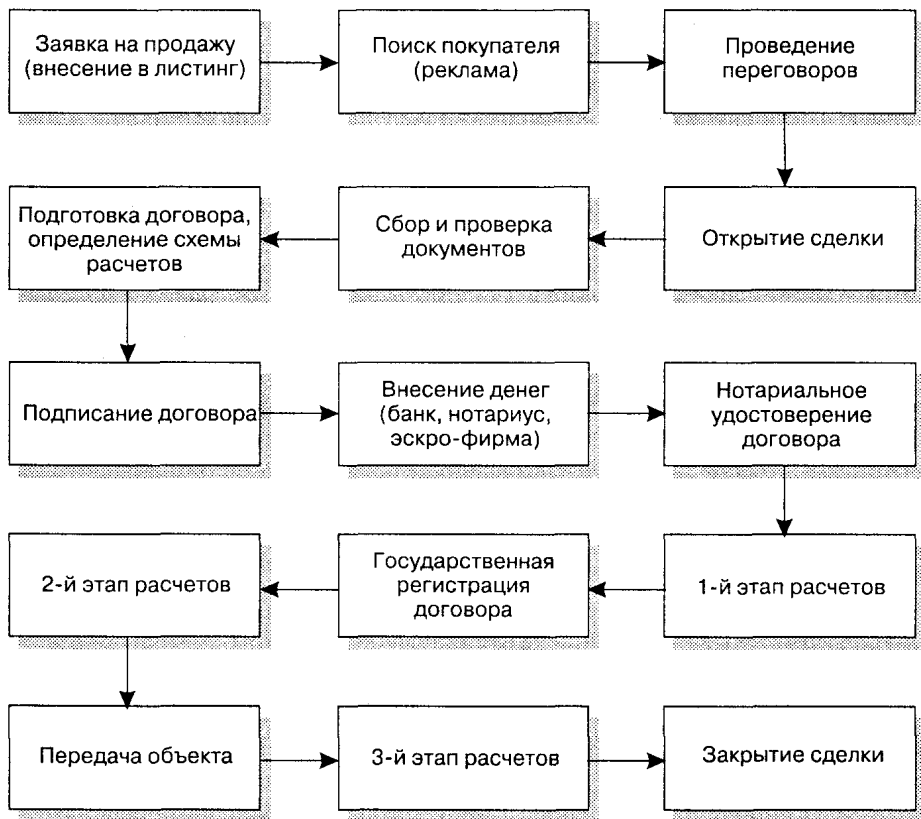 Заявка на продажу
(внесение в листинг)
Поиск покупателя
(реклама)
Проведение
переговоров
Открытие сделки
Сбор и проверка
документов
Подготовка договора,
определение схемы
расчетов
Подписание договора
Внесение денег
(банк, нотариус,
эскро-фирма)
Нотариальное
удостоверение
договора
1-й этап расчетов
Государственная
регистрация
договора
2-й этап расчетов
Передача объекта
3-й этап расчетов
Закрытие сделки